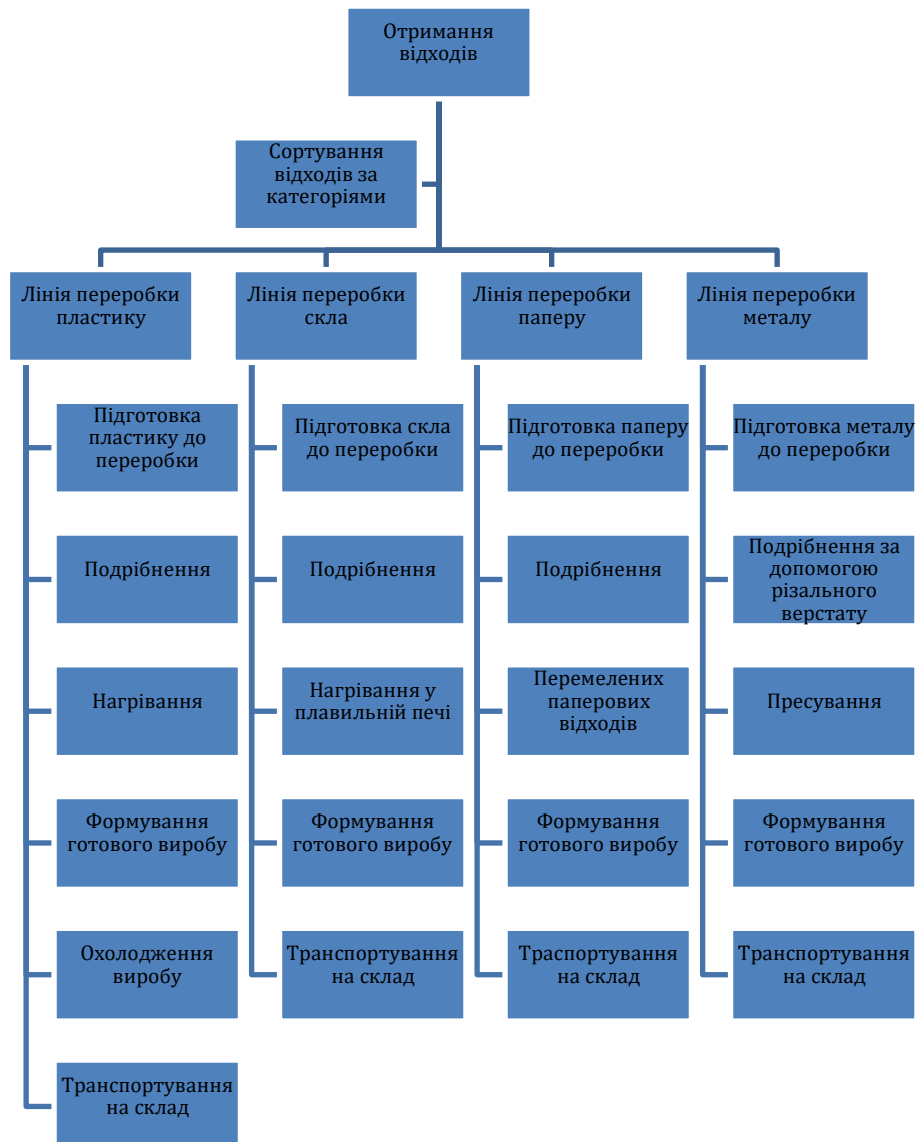 Отримання
відходів
Сортування
відходів за
категоріями
Лінія переробки
пластику
Лінія переробки
скла
Лінія переробки
паперу
Лінія переробки
металу
Підготовка
пластику до
переробки
Підготовка скла
до переробки
Підготовка паперу
до переробки
Підготовка металу
до переробки
Подрібнення
Подрібнення
Подрібнення
Подрібнення за
допомогою
різального
верстату
Нагрівання
Нагрівання у
плавильній печі
Перемелених
паперових
відходів
Пресування
Формування
готового виробу
Формування
готового виробу
Формування
готового виробу
Формування
готового виробу
Охолодження
виробу
Транспортування
на склад
Траспортування
на склад
Транспортування
на склад
Транспортування
на склад